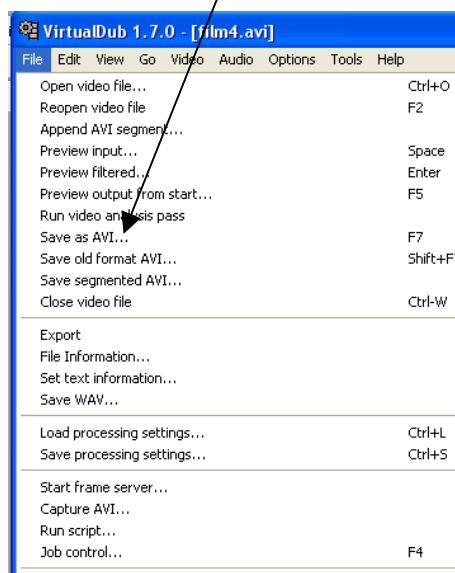 VirtualDub 1.7.0 - [film4.avi]
File Edit View Go Video Audio Options Tools Help
Open video file... Ctrl+O
Reopen video file F2
Append AVI segment...
Preview input... Space
Preview filtered... Enter
Preview output from start... F5
Run video analysis pass
Save as AVI... F7
Save old format AVI... Shift+F7
Save segmented AVI...
Close video file Ctrl-W
Export
File Information...
Set text information...
Save WAV...
Load processing settings... Ctrl+L
Save processing settings... Ctrl+S
Start frame server...
Capture AVI...
Run script...
Job control... F4